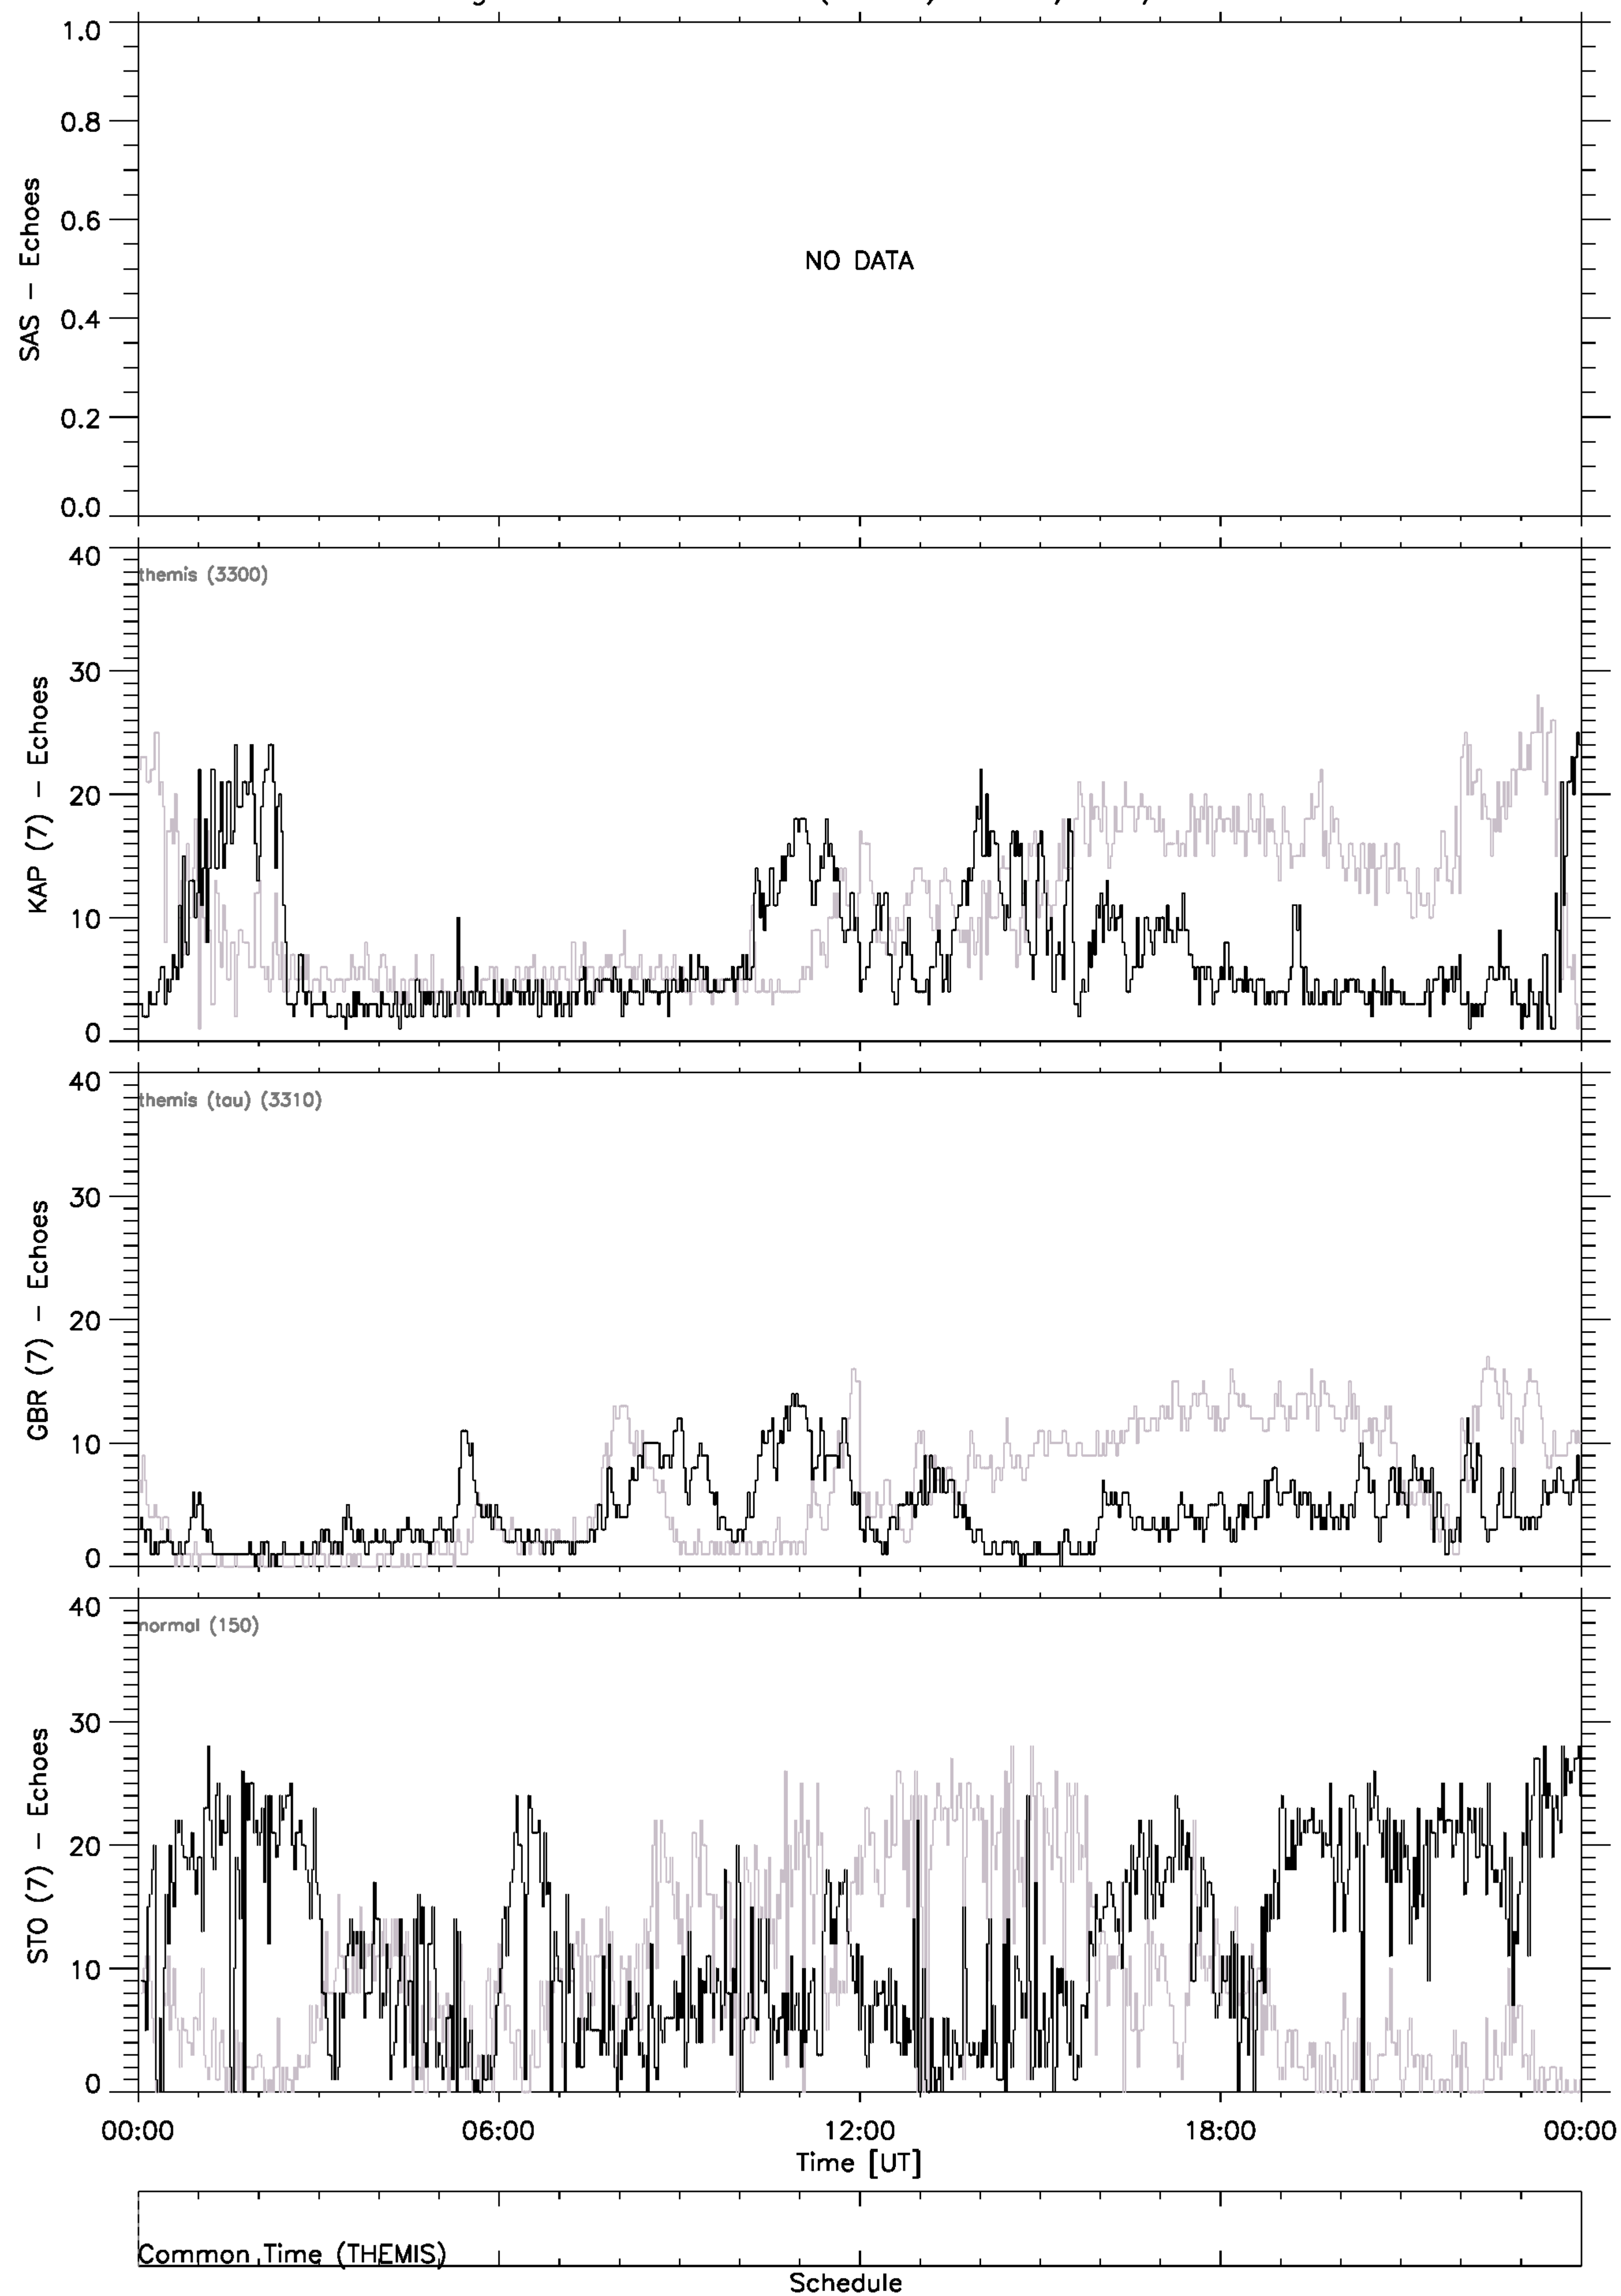 1.0
0.8
0.6
0.4
0.2
0.0
SAS − Echoes
NO DATA
40
30
20
10
0
KAP (7) − Echoes
themis (3300)
40
30
20
10
0
GBR (7) − Echoes
themis (tau) (3310)
40
30
20
10
0
STO (7) − Echoes
normal (150)
00:00 06:00 12:00 18:00 00:00
Time [UT]
Common Time (THEMIS)
Schedule